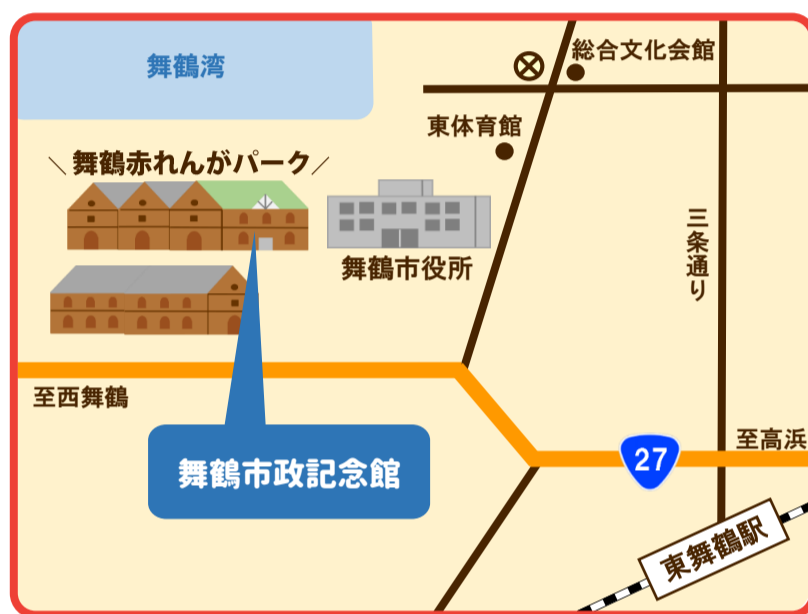 舞鶴湾
総合文化会館
東体育館
舞鶴赤れんがパーク
舞鶴市役所
三条通り
至西舞鶴
舞鶴市政記念館
27
至高浜
東舞鶴駅